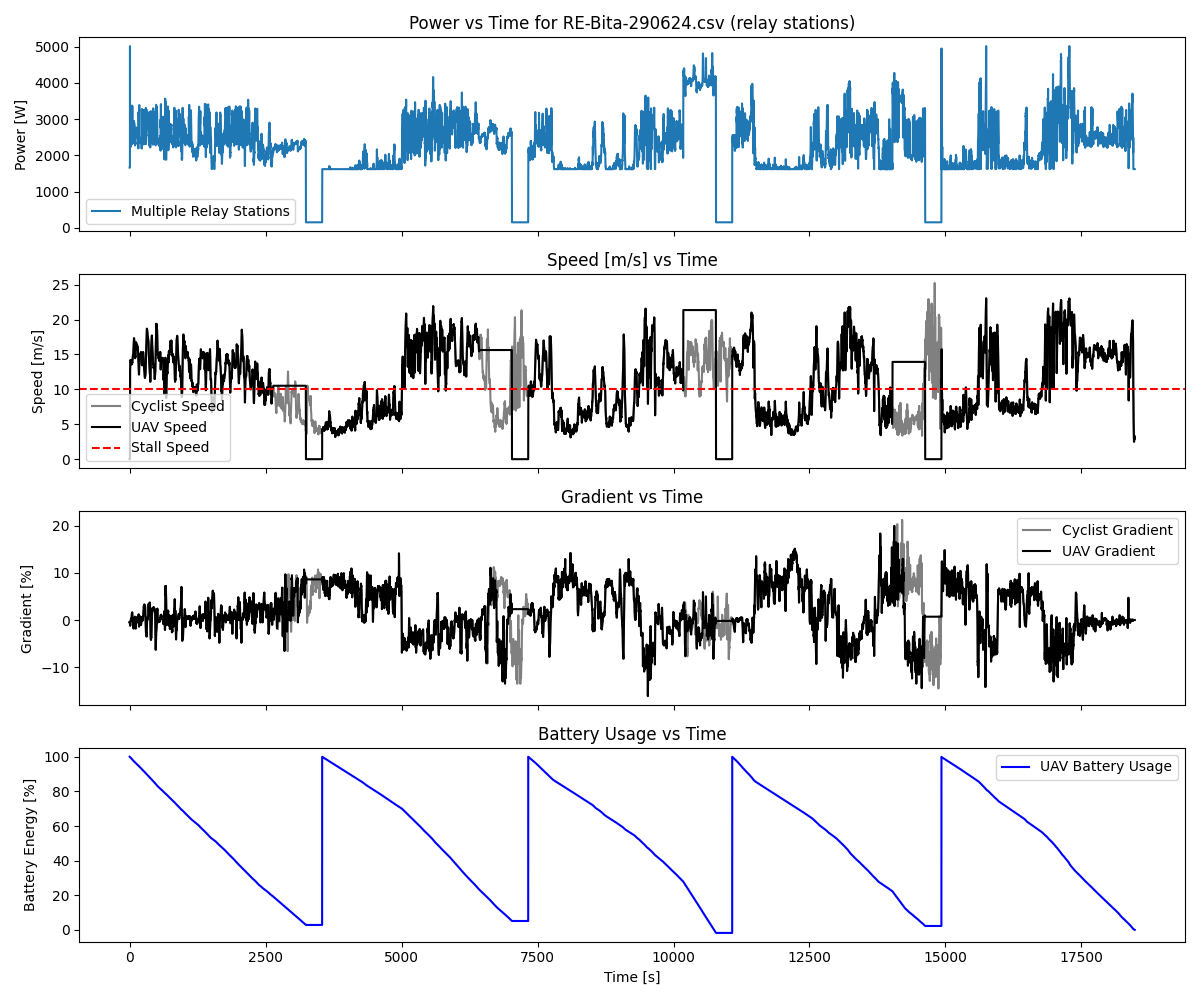 Power vs Time for RE-Bita-290624.csv (relay stations)
5000
4000
3000
2000
1000
0
Power [W]
Multiple Relay Stations
Speed [m/s] vs Time
25
20
15
10
5
0
Speed [m/s]
Cyclist Speed
UAV Speed
Stall Speed
Gradient vs Time
20
10
0
−10
Gradient [%]
Cyclist Gradient
UAV Gradient
Battery Usage vs Time
100
80
60
40
20
0
Battery Energy [%]
UAV Battery Usage
0 2500 5000 7500 10000 12500 15000 17500
Time [s]